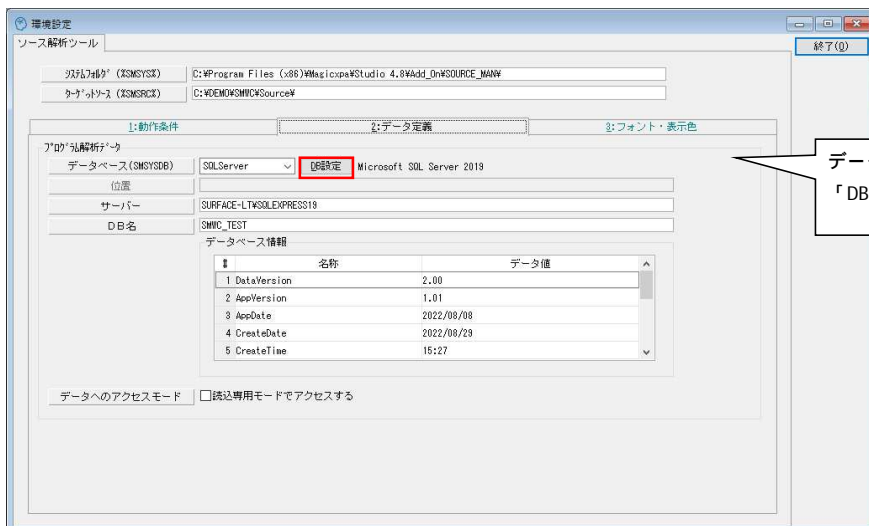 環境設定
ソース解析ツール
終了(Q)
ｼｽﾃﾑﾌｫﾙﾀﾞ (%SMSYS%) C:¥Program Files (x86)¥Magicxpa¥Studio 4.8¥Add_On¥SOURCE_MAN¥
ﾀｰｹﾞｯﾄｿｰｽ (%SMSRC%) C:¥DEMO¥SMWC¥Source¥
1:動作条件 2:データ定義 3:フォント・表示色
ﾌﾟﾛｸﾞﾗﾑ解析ﾃﾞｰﾀ
データベース(SMSYSDB) SQLServer DB設定 Microsoft SQL Server 2019
位置
サーバー SURFACE-LT¥SQLEXPRESS19
DB名 SMWC_TEST
データベース情報
# 名称 データ値
1 DataVersion 2.00
2 AppVersion 1.01
3 AppDate 2022/08/08
4 CreateDate 2022/08/29
5 CreateTime 15:27
データへのアクセスモード 読込専用モードでアクセスする
デー
「DB